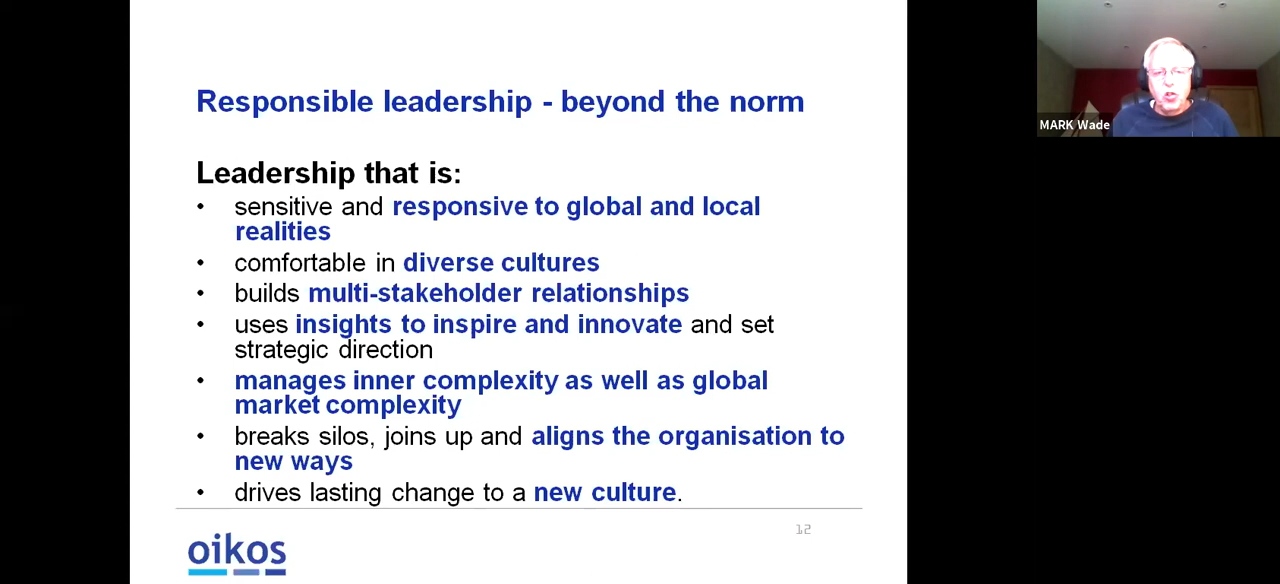 Responsible leadership - beyond the norm
Leadership that is:
• sensitive and responsive to global and local
realities
• comfortable in diverse cultures
• builds multi-stakeholder relationships
• uses insights to inspire and innovate and set
strategic direction
• manages inner complexity as well as global
market complexity
• breaks silos, joins up and aligns the organisation to
new ways
• drives lasting change to a new culture.
12
oikos
MARK Wade